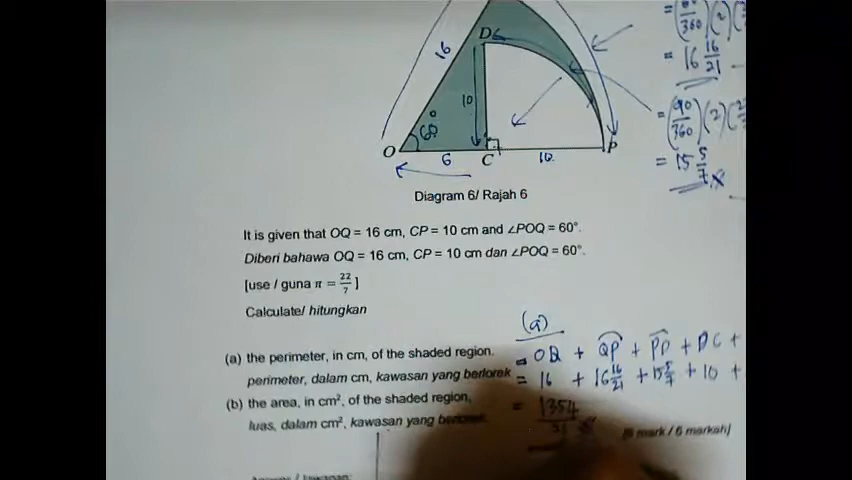 16
D
10
60°
O
6
C
10
P
= (2)
360
= 16 16/21
= (90/360)(2)
= 15 5/7
Diagram 6/ Rajah 6
It is given that OQ = 16 cm, CP = 10 cm and ∠POQ = 60°.
Diberi bahawa OQ = 16 cm, CP = 10 cm dan ∠POQ = 60°.
[use / guna π = 22/7]
Calculate/ hitungkan
(a)
(a) the perimeter, in cm, of the shaded region.
perimeter, dalam cm, kawasan yang berlorek
= OQ + QP + PD + DC +
= 16 + 16 16/21 + 15 5/7 + 10 +
= 1354
(b) the area, in cm², of the shaded region,
luas, dalam cm², kawasan yang
[6 mark / 6 markah]